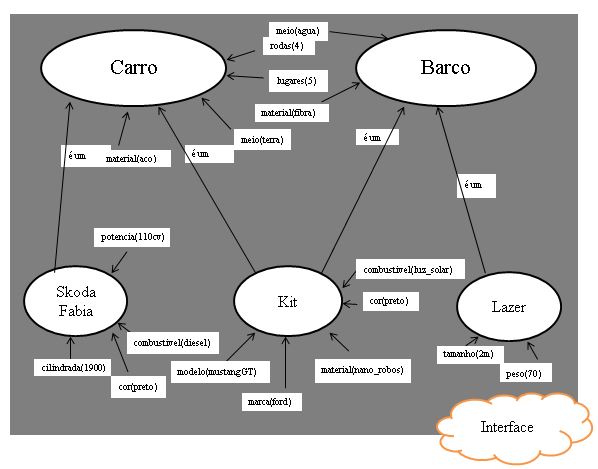 meio(agua)
rodas(4)
Carro
Barco
lugares(5)
material(fibra)
meio(terra)
é um
material(aco)
é um
é um
é um
potencia(110cv)
combustivel(luz_solar)
Skoda
Fabia
Kit
cor(preto)
Lazer
combustivel(diesel)
tamanho(2m)
cilindrada(1900)
modelo(mustangGT)
material(nano_robos)
peso(70)
cor(preto)
marca(ford)
Interface